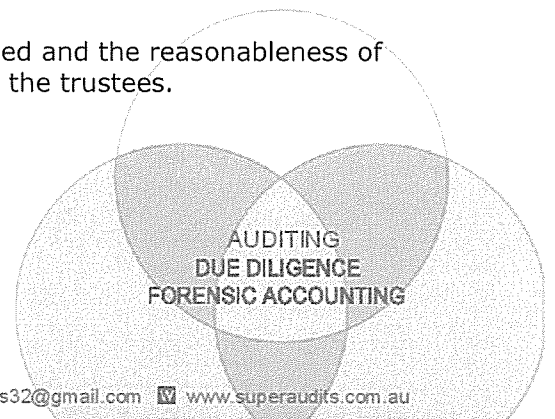 ed and the reasonableness of
the trustees.
AUDITING
DUE DILIGENCE
FORENSIC ACCOUNTING
s32@gmail.com www.superaudits.com.au